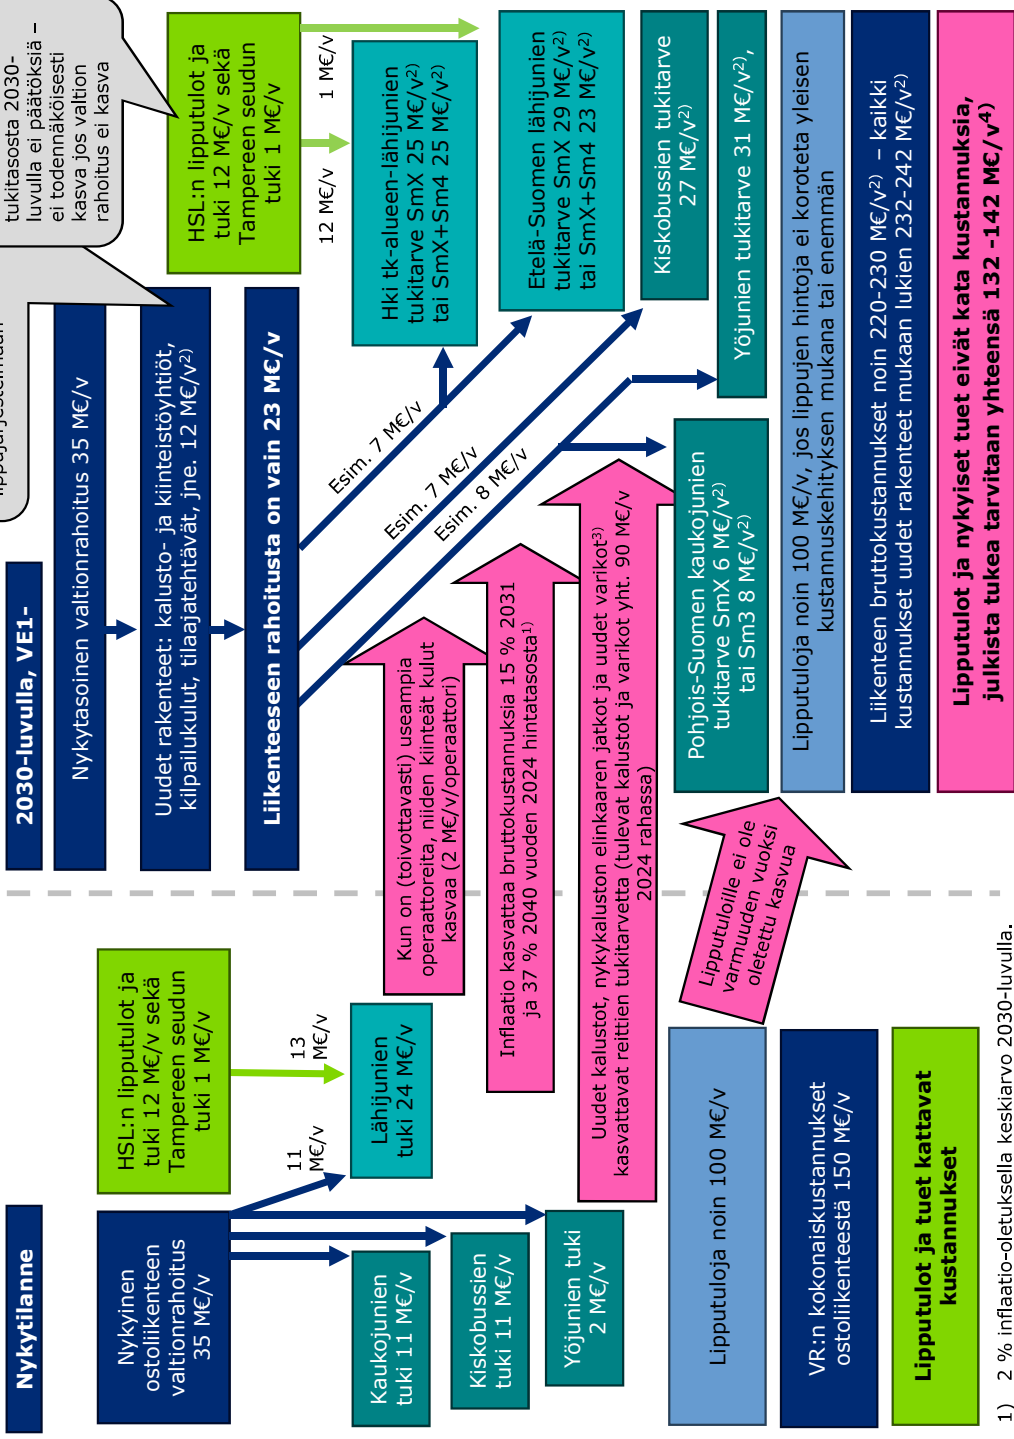 Nykytilanne
Nykyinen
ostoliikenteen
valtionrahoitus
35 M€/v
HSL:n lipputulot ja
tuki 12 M€/v sekä
Tampereen seudun
tuki 1 M€/v
11
M€/v
13
M€/v
Kaukojunien
tuki 11 M€/v
Lähijunien
tuki 24 M€/v
Kiskobussien
tuki 11 M€/v
Yöjunien tuki
2 M€/v
Lipputuloja noin 100 M€/v
VR:n kokonaiskustannukset
ostoliikenteestä 150 M€/v
Lipputulot ja tuet kattavat
kustannukset
Kun on (toivottavasti) useampia
operaattoreita, niiden kiinteät kulut
kasvaa (2 M€/v/operaattori)
Inflaatio kasvattaa bruttokustannuksia 15 % 2031
ja 37 % 2040 vuoden 2024 hintatasosta1)
Uudet kalustot, nykykaluston elinkaaren jatkot ja uudet varikot3)
kasvattavat reittien tukitarvetta (tulevat kalustot ja varikot yht. 90 M€/v
2024 rahassa)
Lipputuloille ei ole
varmuuden vuoksi
oletettu kasvua
2030-luvulla, VE1-
Nykytasoinen valtionrahoitus 35 M€/v
Uudet rakenteet: kalusto- ja kiinteistöyhtiöt,
kilpailukulut, tilaajatehtävät, jne. 12 M€/v2)
Liikenteeseen rahoitusta on vain 23 M€/v
tukitasosta 2030-
luvulla ei päätöksiä –
ei todennäköisesti
kasva jos valtion
rahoitus ei kasva
HSL:n lipputulot ja
tuki 12 M€/v sekä
Tampereen seudun
tuki 1 M€/v
12 M€/v
1 M€/v
Esim. 7 M€/v
Esim. 7 M€/v
Esim. 8 M€/v
Hki tk-alueen-lähijunien
tukitarve SmX 25 M€/v2)
tai SmX+Sm4 25 M€/v2)
Etelä-Suomen lähijunien
tukitarve SmX 29 M€/v2)
tai SmX+Sm4 23 M€/v2)
Kiskobussien tukitarve
27 M€/v2)
Pohjois-Suomen kaukojunien
tukitarve SmX 6 M€/v2)
tai Sm3 8 M€/v2)
Yöjunien tukitarve 31 M€/v2),
Lipputuloja noin 100 M€/v, jos lippujen hintoja ei koroteta yleisen
kustannuskehityksen mukana tai enemmän
Liikenteen bruttokustannukset noin 220-230 M€/v2) – kaikki
kustannukset uudet rakenteet mukaan lukien 232-242 M€/v2)
Lipputulot ja nykyiset tuet eivät kata kustannuksia,
julkista tukea tarvitaan yhteensä 132 -142 M€/v4)
1) 2 % inflaatio-oletuksella keskiarvo 2030-luvulla.